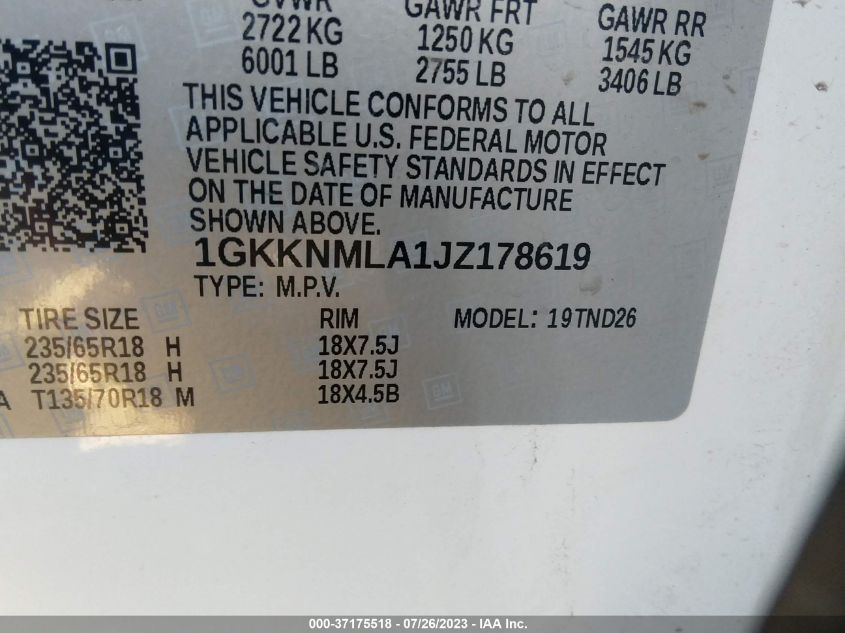 GVWR GAWR FRT GAWR RR
2722 KG 1250 KG 1545 KG
6001 LB 2755 LB 3406 LB
THIS VEHICLE CONFORMS TO ALL
APPLICABLE U.S. FEDERAL MOTOR
VEHICLE SAFETY STANDARDS IN EFFECT
ON THE DATE OF MANUFACTURE
SHOWN ABOVE.
1GKKNMLA1JZ178619
TYPE: M.P.V.
TIRE SIZE RIM MODEL: 19TND26
235/65R18 H 18X7.5J
235/65R18 H 18X7.5J
A T135/70R18 M 18X4.5B
000-37175518 - 07/26/2023 - IAA Inc.